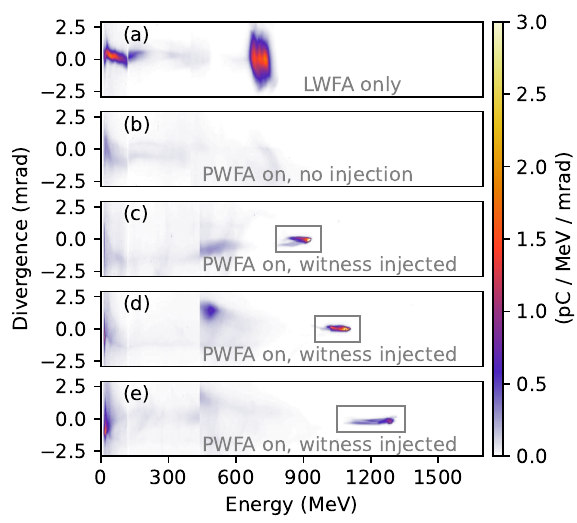 2.5
0.0
−2.5
(a)
LWFA only
2.5
0.0
−2.5
(b)
PWFA on, no injection
2.5
0.0
−2.5
(c)
PWFA on, witness injected
2.5
0.0
−2.5
(d)
PWFA on, witness injected
2.5
0.0
−2.5
(e)
PWFA on, witness injected
0 300 600 900 1200 1500
Energy (MeV)
Divergence (mrad)
3.0
2.5
2.0
1.5
1.0
0.5
0.0
(pC / MeV / mrad)